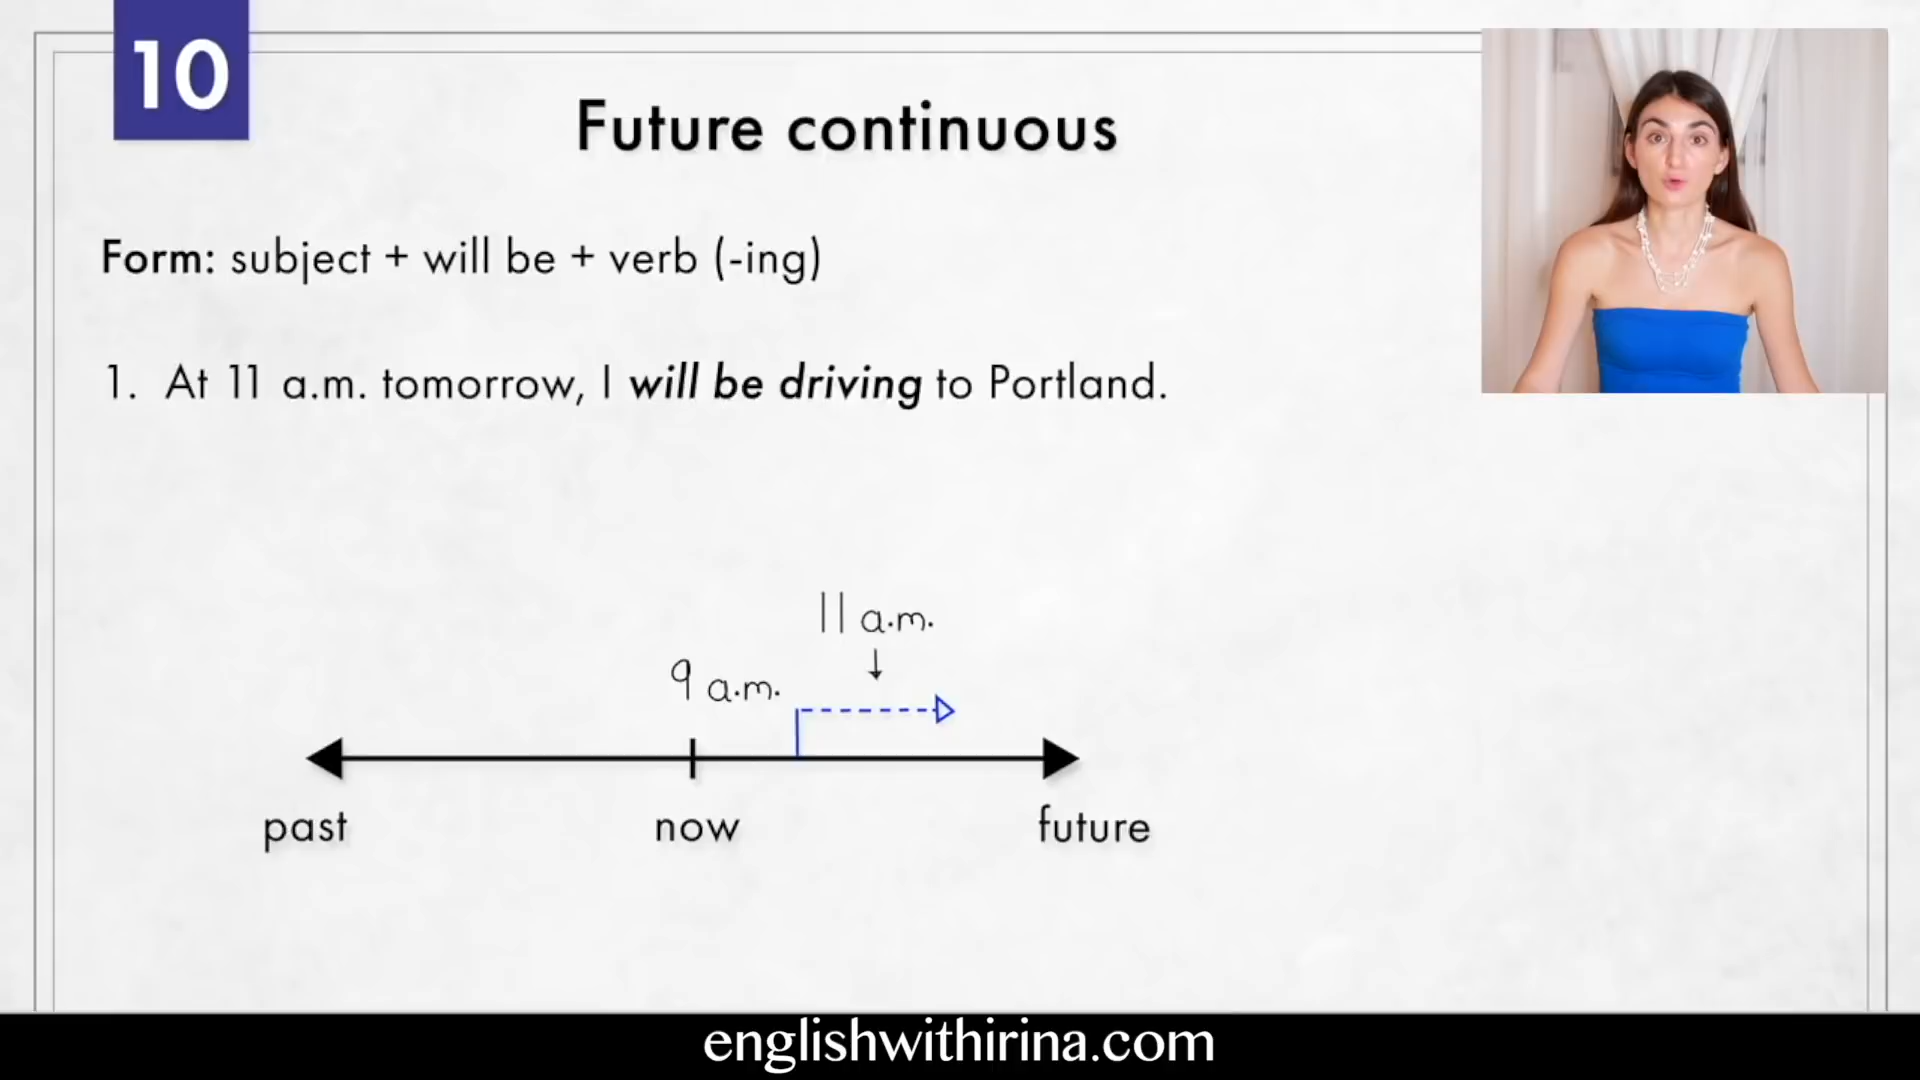 10
Future continuous
Form: subject + will be + verb (-ing)
1. At 11 a.m. tomorrow, I will be driving to Portland.
11 a.m.
↓
9 a.m.
past now future
englishwithirina.com